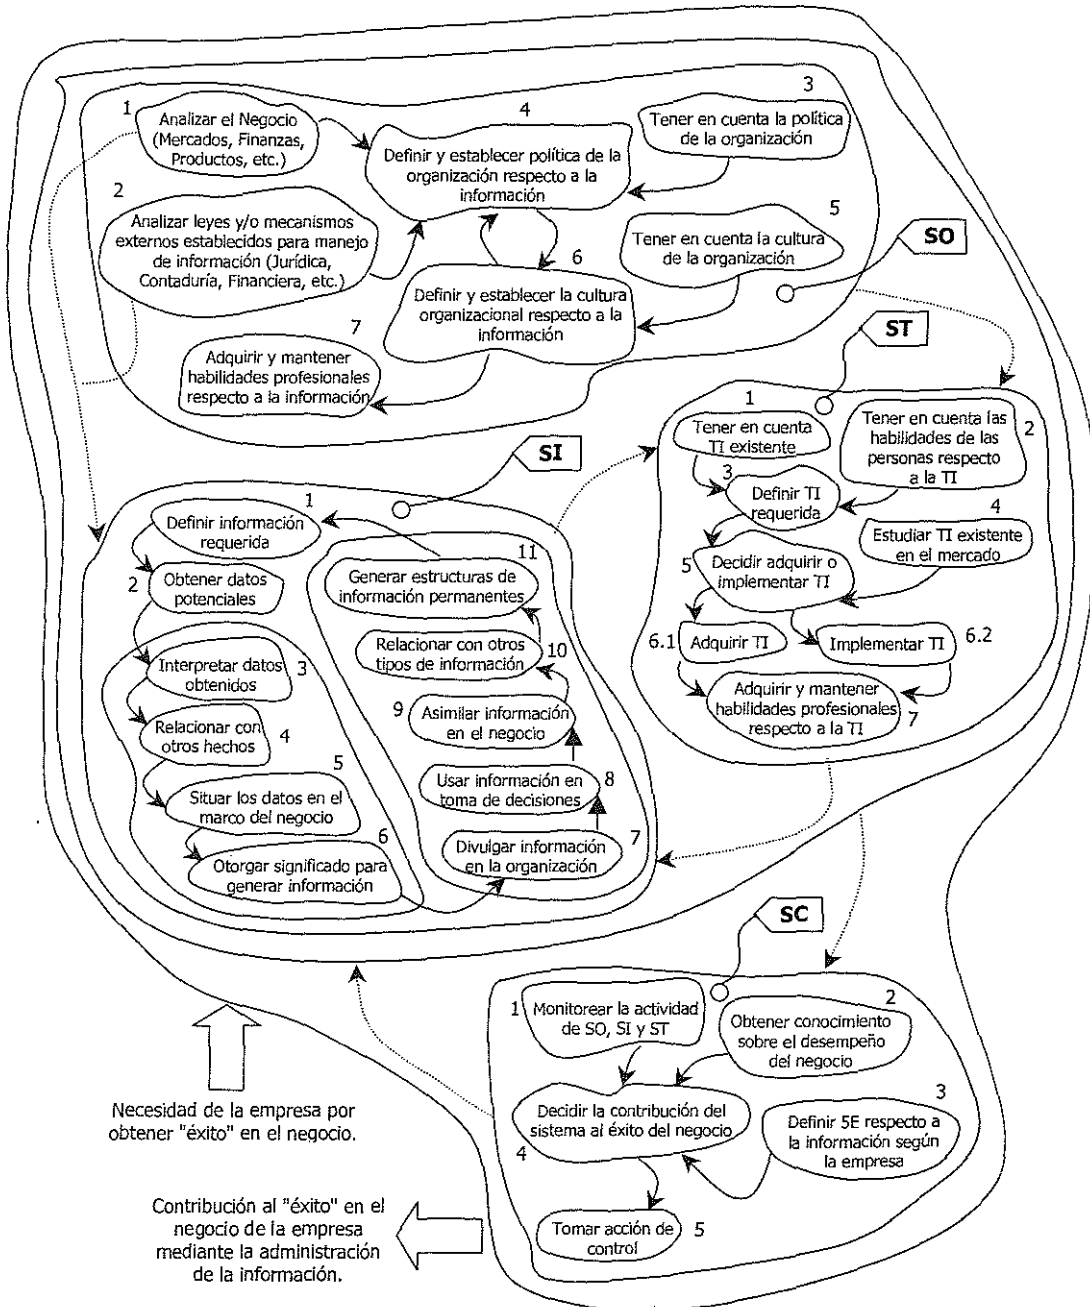 1
Analizar el Negocio
(Mercados, Finanzas,
Productos, etc.)
4
Definir y establecer política de la
organización respecto a la
información
3
Tener en cuenta la política
de la organización
2
Analizar leyes y/o mecanismos
externos establecidos para manejo
de información (Jurídica,
Contaduría, Financiera, etc.)
5
Tener en cuenta la cultura
de la organización
SO
6
Definir y establecer la cultura
organizacional respecto a la
información
7
Adquirir y mantener
habilidades profesionales
respecto a la información
ST
1
Tener en cuenta
TI existente
Tener en cuenta las
habilidades de las
personas respecto
a la TI
2
3
Definir TI
requerida
4
Estudiar TI existente
en el mercado
5
Decidir adquirir o
implementar TI
6.1
Adquirir TI
Implementar TI
6.2
Adquirir y mantener
habilidades profesionales
respecto a la TI
7
SI
1
Definir información
requerida
2
Obtener datos
potenciales
Interpretar datos
obtenidos
3
Relacionar con
otros hechos
4
5
Situar los datos en el
marco del negocio
6
Otorgar significado para
generar información
11
Generar estructuras de
información permanentes
Relacionar con otros
tipos de información
10
9
Asimilar información
en el negocio
Usar información en
toma de decisiones
8
Divulgar información
en la organización
7
SC
1
Monitorear la actividad
de SO, SI y ST
2
Obtener conocimiento
sobre el desempeño
del negocio
Decidir la contribución del
sistema al éxito del negocio
4
3
Definir 5E respecto a
la información según
la empresa
Tomar acción de
control
5
Necesidad de la empresa por
obtener "éxito" en el negocio.
Contribución al "éxito" en el
negocio de la empresa
mediante la administración
de la información.